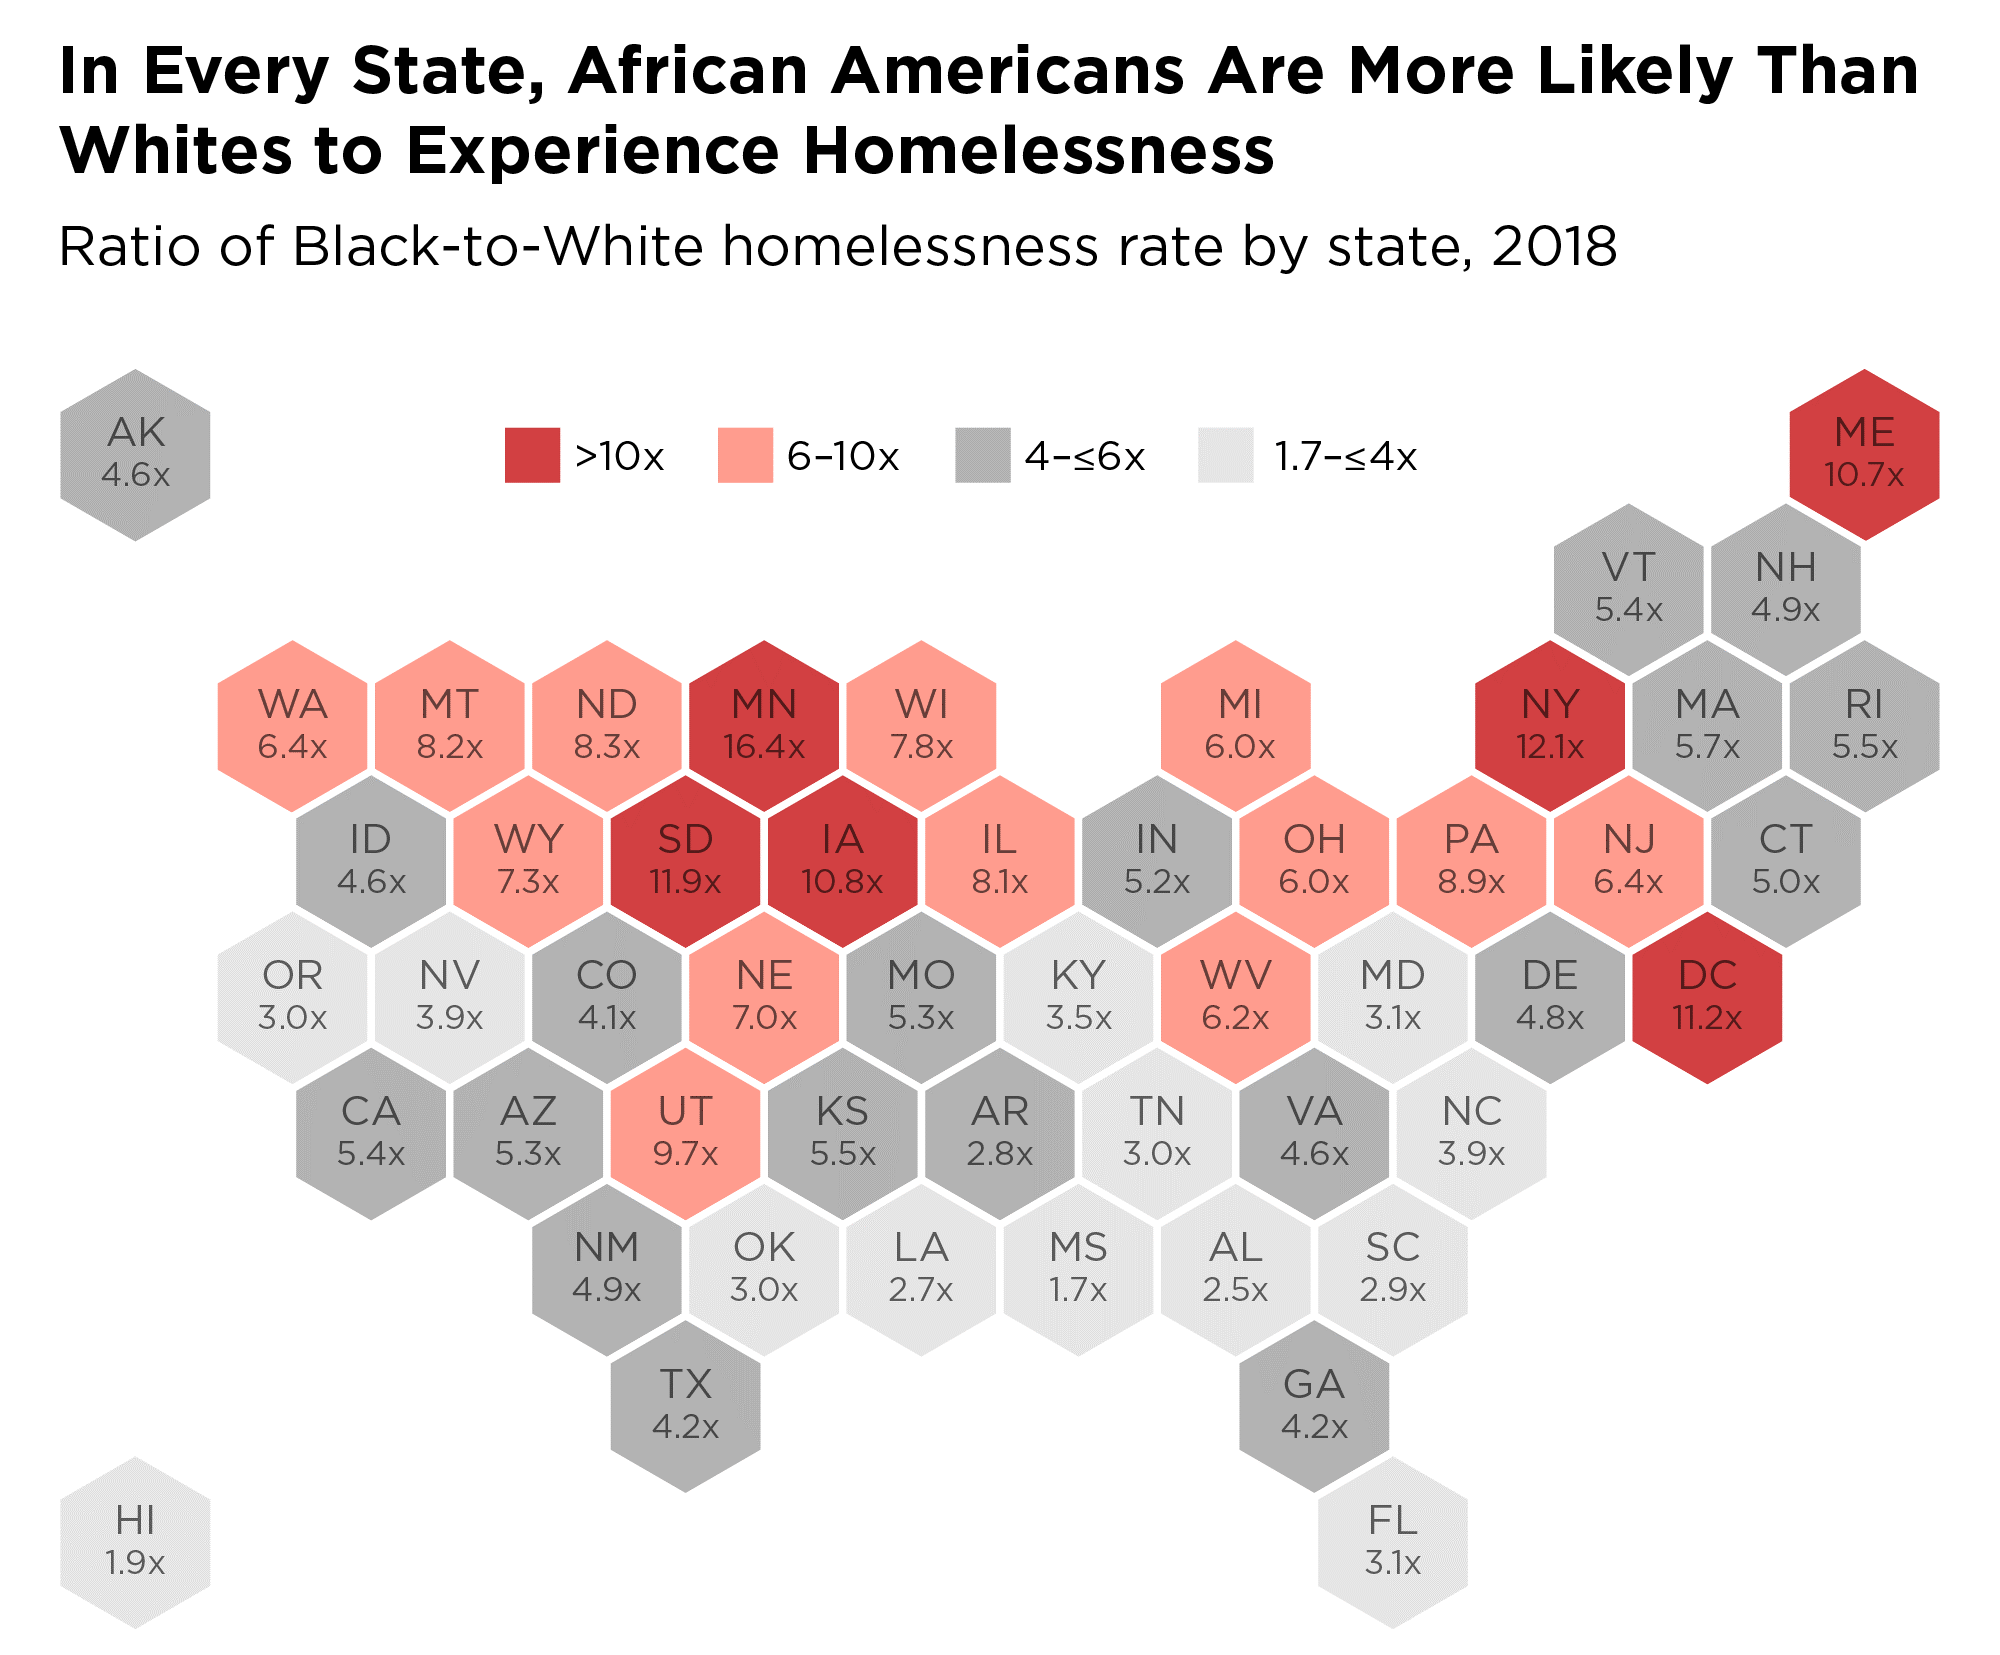 In Every State, African Americans Are More Likely Than
Whites to Experience Homelessness
Ratio of Black-to-White homelessness rate by state, 2018
AK
4.6x
>10x
6–10x
4–≤6x
1.7–≤4x
ME
10.7x
VT
5.4x
NH
4.9x
WA
6.4x
MT
8.2x
ND
8.3x
MN
16.4x
WI
7.8x
MI
6.0x
NY
12.1x
MA
5.7x
RI
5.5x
ID
4.6x
WY
7.3x
SD
11.9x
IA
10.8x
IL
8.1x
IN
5.2x
OH
6.0x
PA
8.9x
NJ
6.4x
CT
5.0x
OR
3.0x
NV
3.9x
CO
4.1x
NE
7.0x
MO
5.3x
KY
3.5x
WV
6.2x
MD
3.1x
DE
4.8x
DC
11.2x
CA
5.4x
AZ
5.3x
UT
9.7x
KS
5.5x
AR
2.8x
TN
3.0x
VA
4.6x
NC
3.9x
NM
4.9x
OK
3.0x
LA
2.7x
MS
1.7x
AL
2.5x
SC
2.9x
TX
4.2x
GA
4.2x
HI
1.9x
FL
3.1x